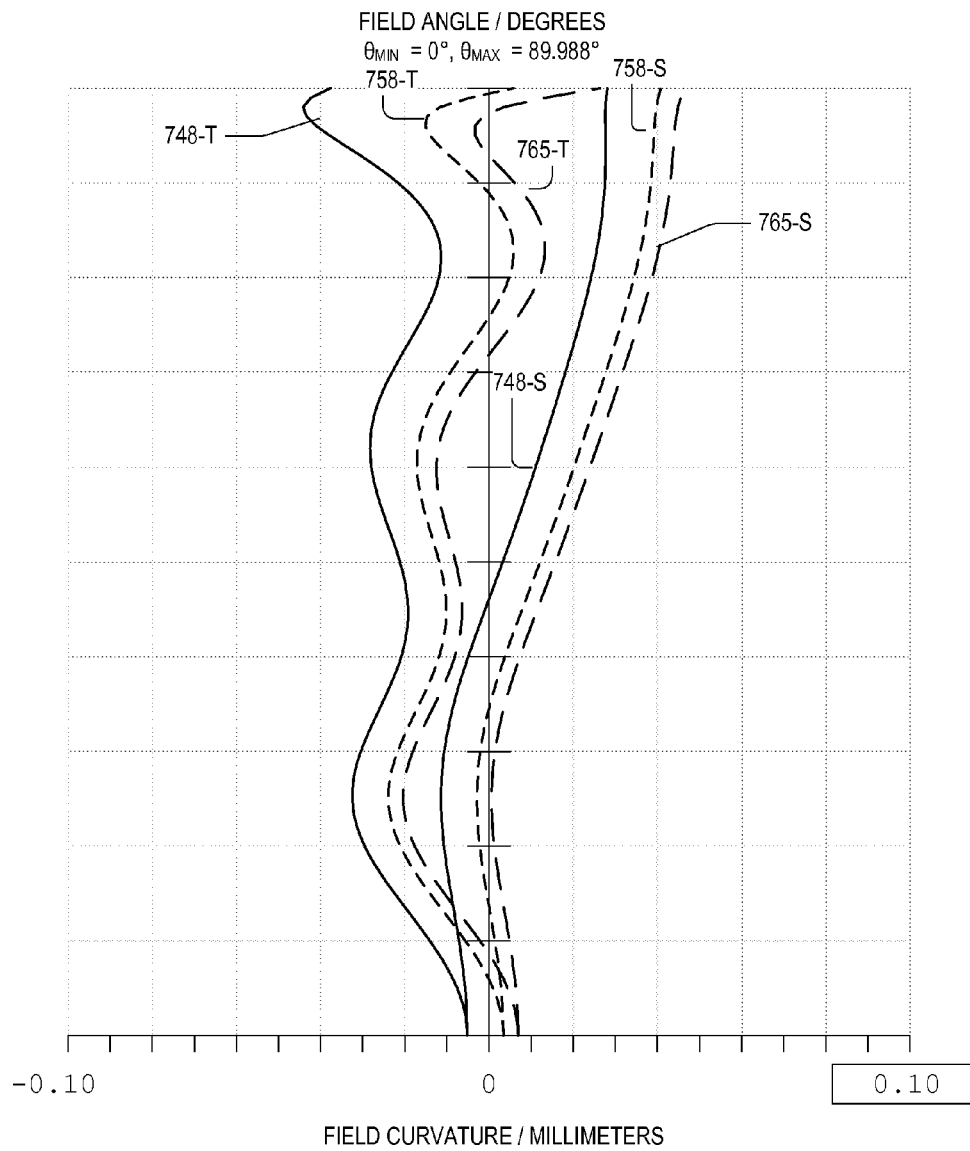 FIELD ANGLE / DEGREES
θMIN = 0°, θMAX = 89.988°
758-T
758-S
748-T
765-T
765-S
748-S
-0.10
0
0.10
FIELD CURVATURE / MILLIMETERS